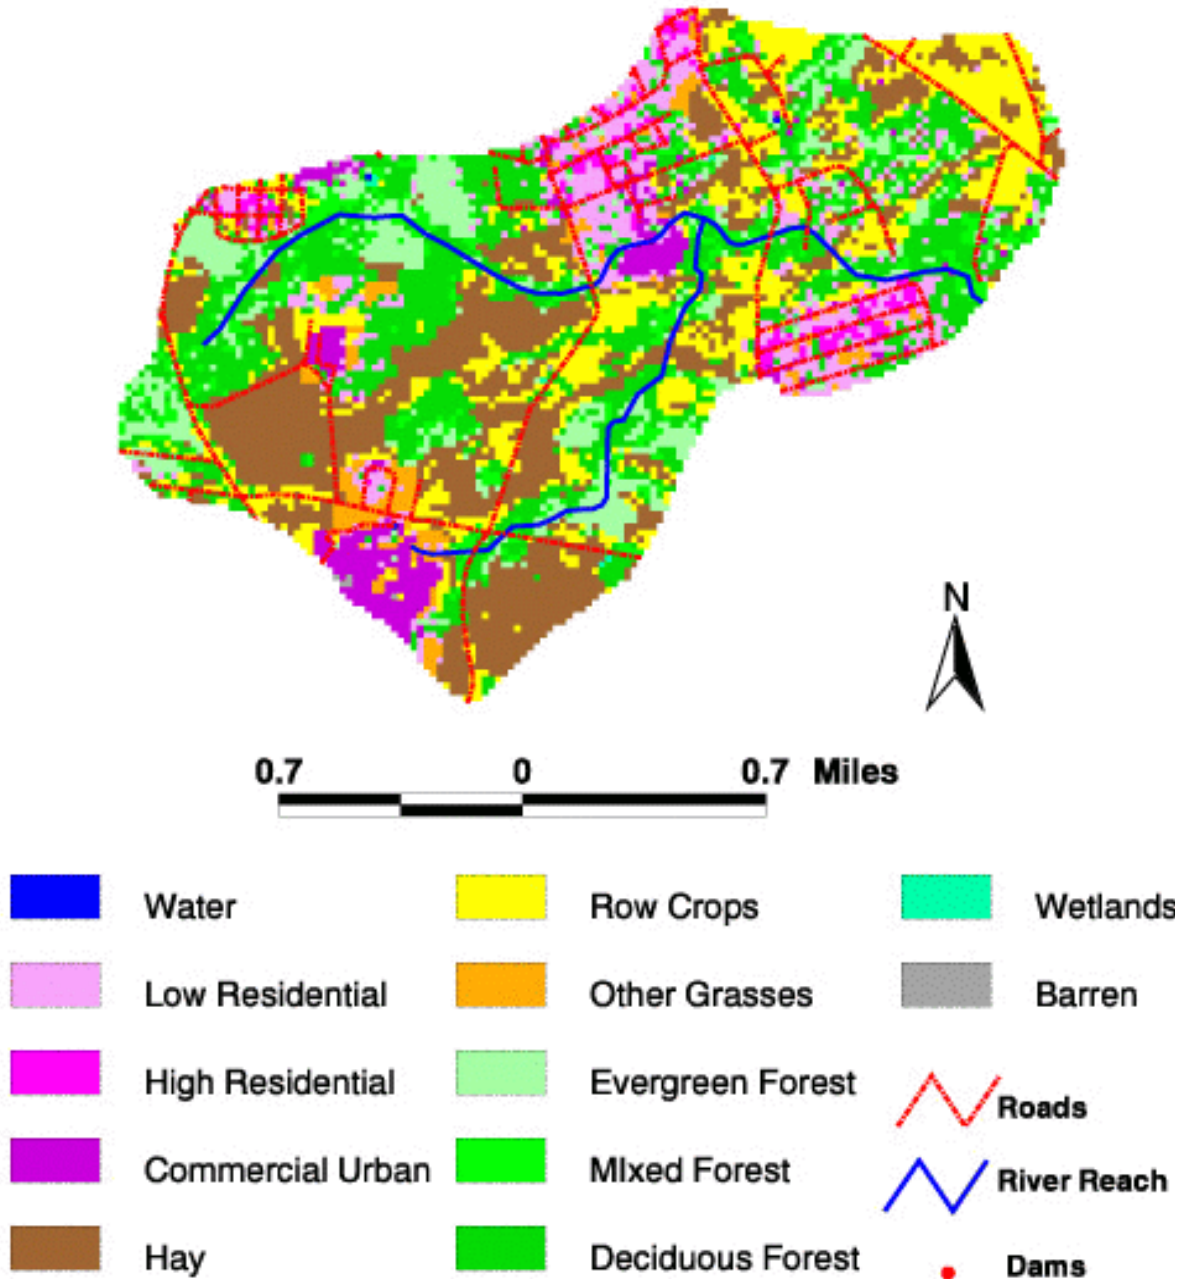 N
0.7 0 0.7 Miles
Water Row Crops Wetlands
Low Residential Other Grasses Barren
High Residential Evergreen Forest Roads
Commercial Urban MIxed Forest River Reach
Hay Deciduous Forest Dams